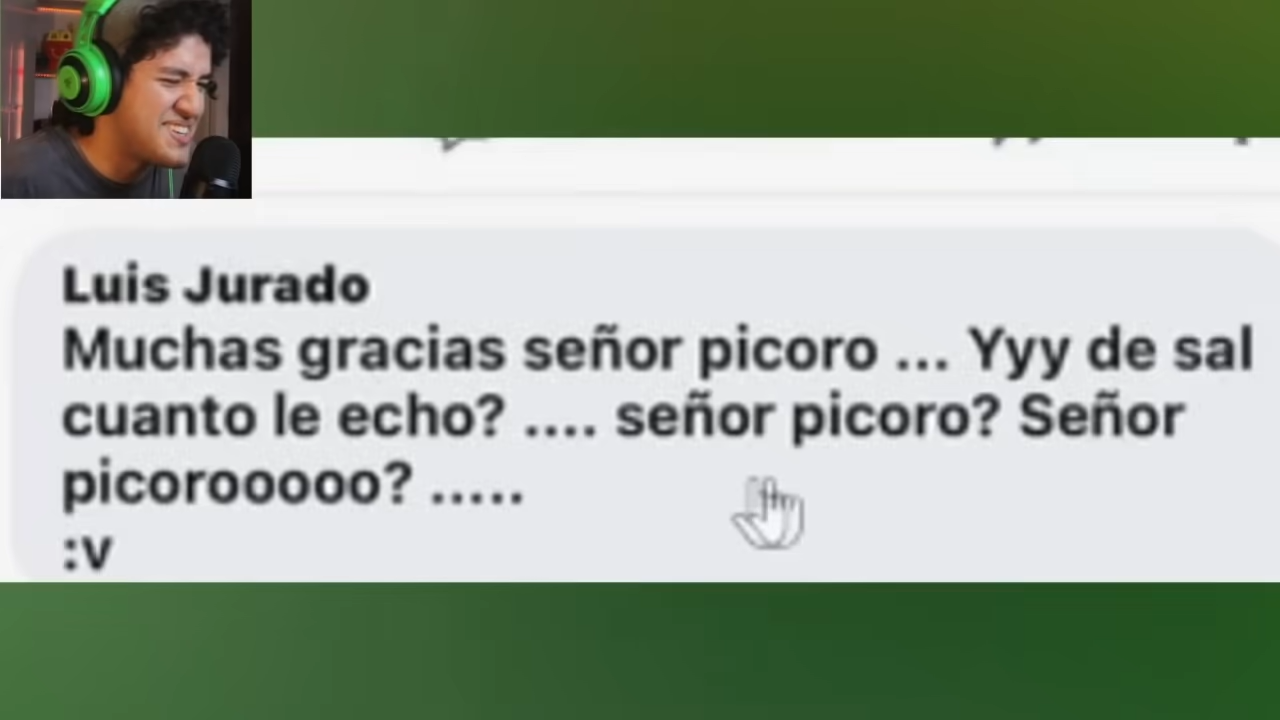 Luis Jurado
Muchas gracias señor picoro ... Yyy de sal
cuanto le echo? .... señor picoro? Señor
picorooooo? .....
:v